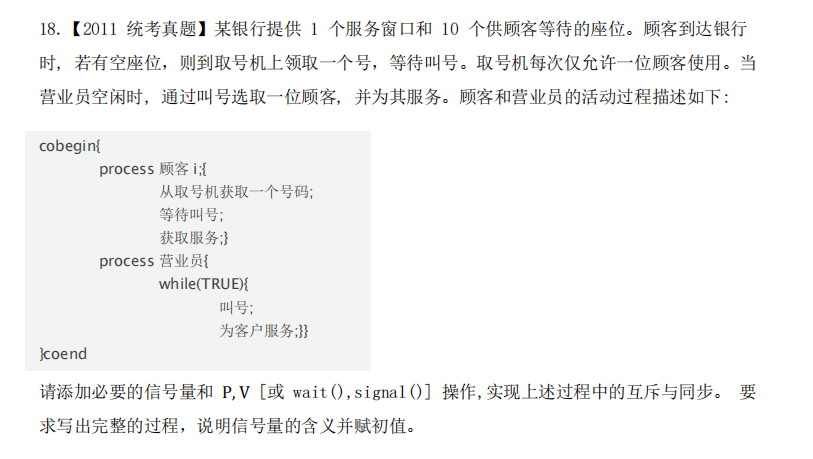 18.【2011 统考真题】某银行提供 1 个服务窗口和 10 个供顾客等待的座位。顾客到达银行
时, 若有空座位，则到取号机上领取一个号，等待叫号。取号机每次仅允许一位顾客使用。当
营业员空闲时, 通过叫号选取一位顾客, 并为其服务。顾客和营业员的活动过程描述如下:
cobegin{
process 顾客 i;{
从取号机获取一个号码;
等待叫号;
获取服务;}
process 营业员{
while(TRUE){
叫号;
为客户服务;}}
}coend
请添加必要的信号量和 P,V [或 wait(),signal()] 操作,实现上述过程中的互斥与同步。 要
求写出完整的过程，说明信号量的含义并赋初值。